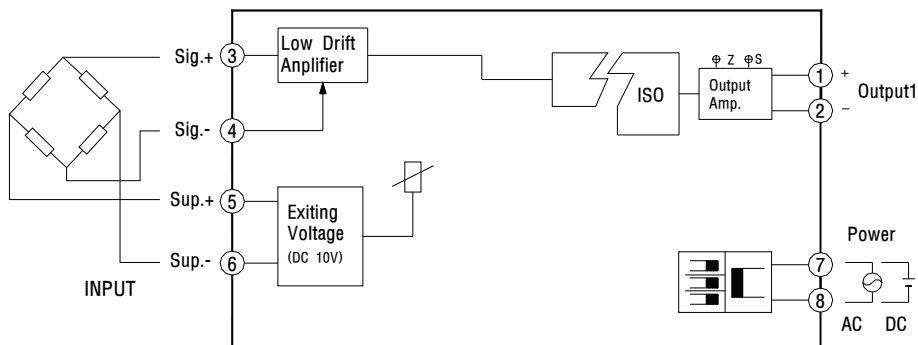 Sig.+ 3 Low Drift
Anplifier
Z S
ISO
Output
Amp.
1 +
2 −
Output1
Sig.- 4
Sup.+ 5
Exiting
Voltage
(DC 10V)
Sup.- 6
INPUT
Power
7
8
AC DC